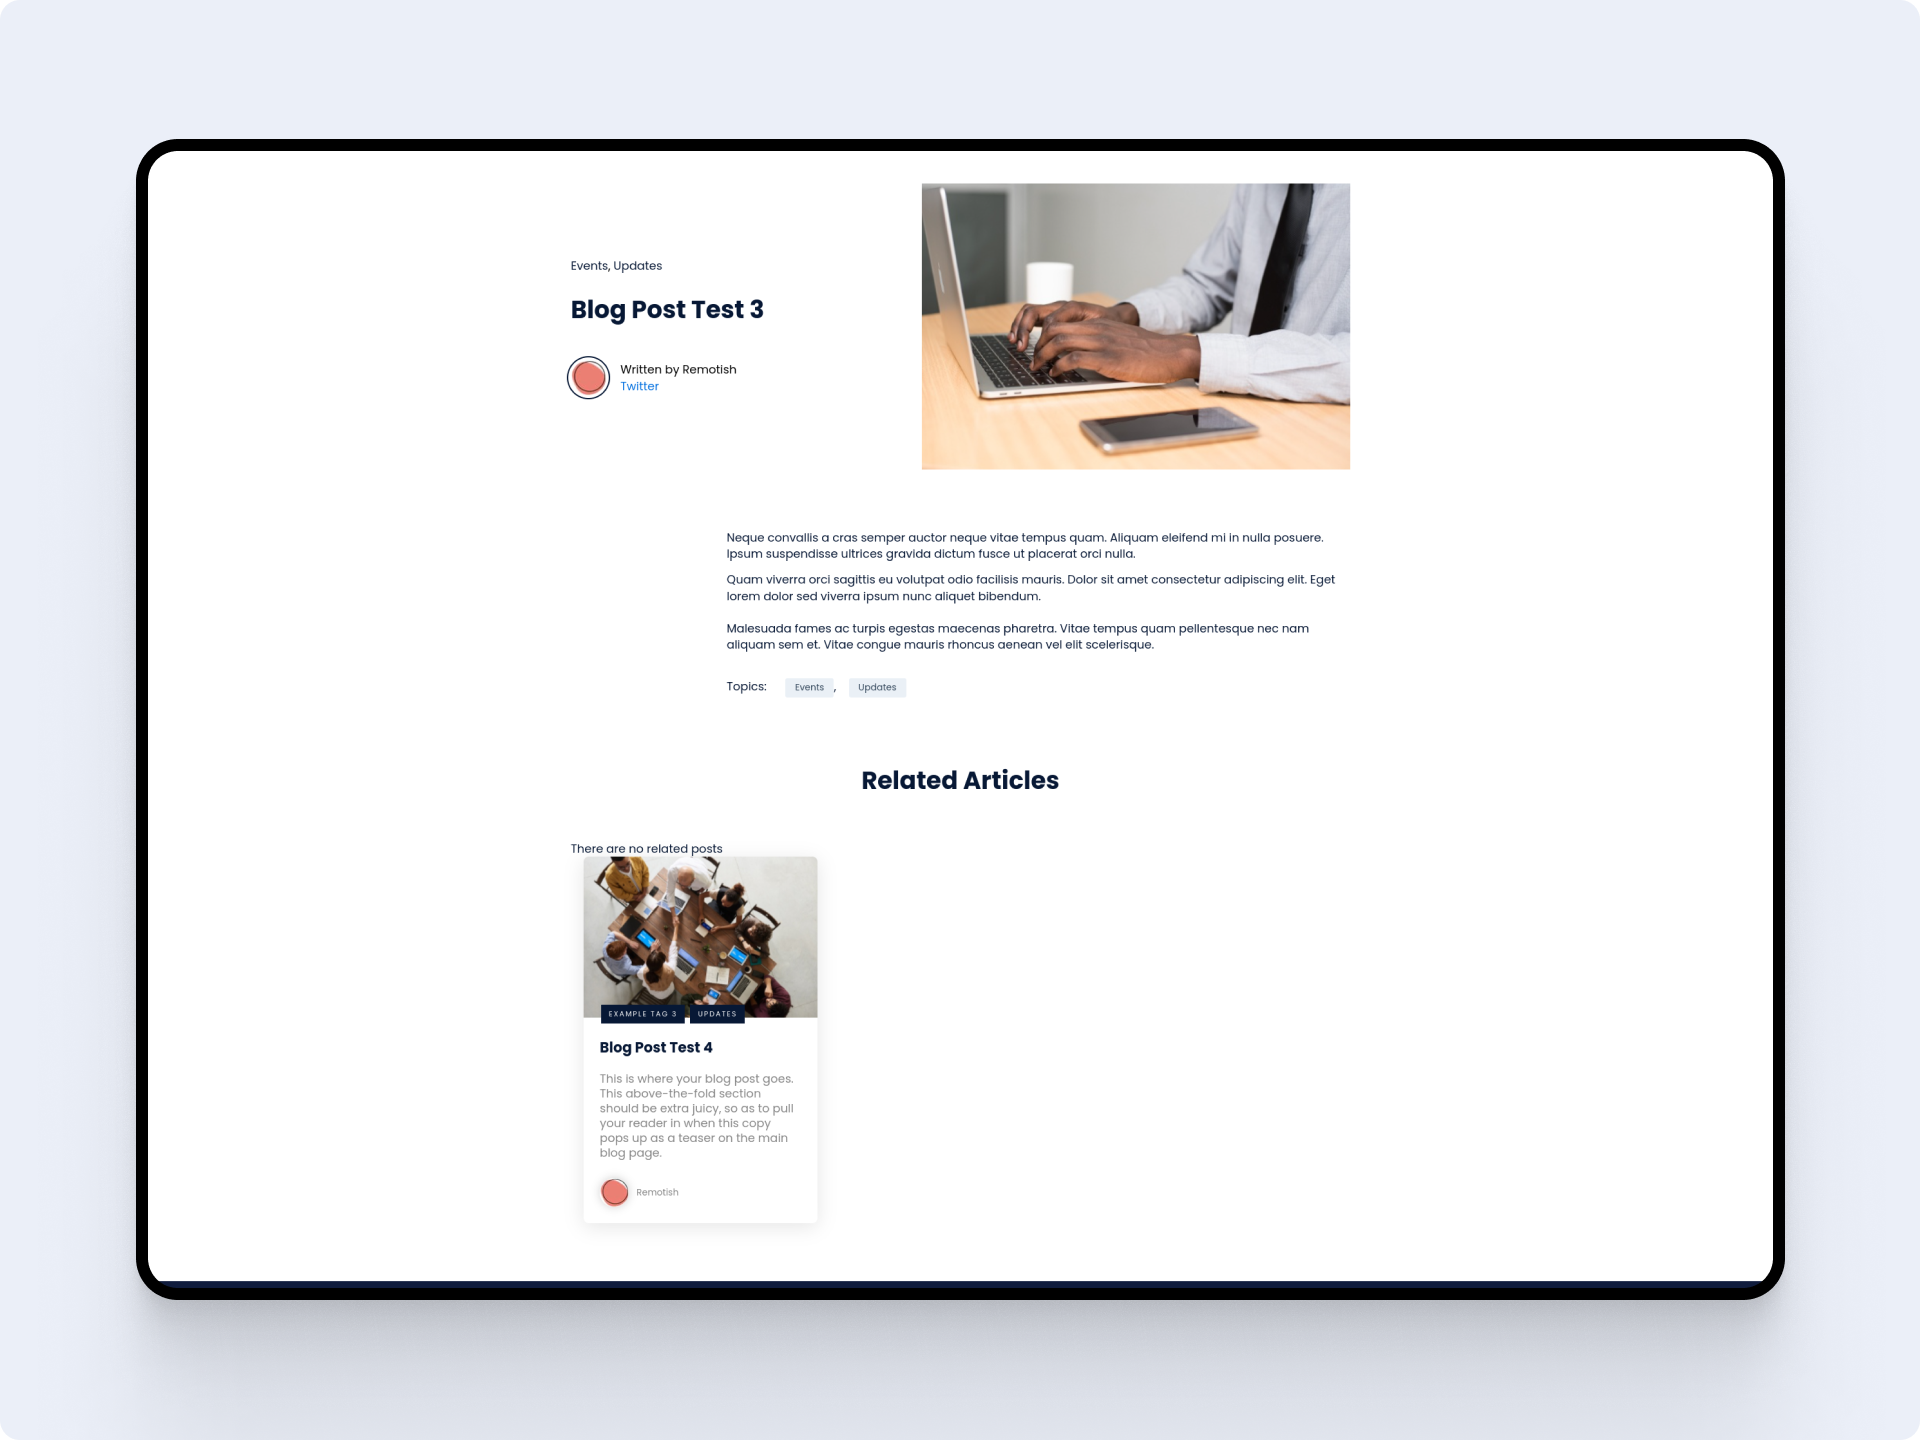 Events, Updates
Blog Post Test 3
Written by Remotish
Twitter
Neque convallis a cras semper auctor neque vitae tempus quam. Aliquam eleifend mi in nulla posuere.
Ipsum suspendisse ultrices gravida dictum fusce ut placerat orci nulla.
Quam viverra orci sagittis eu volutpat odio facilisis mauris. Dolor sit amet consectetur adipiscing elit. Eget
lorem dolor sed viverra ipsum nunc aliquet bibendum.
Malesuada fames ac turpis egestas maecenas pharetra. Vitae tempus quam pellentesque nec nam
aliquam sem et. Vitae congue mauris rhoncus aenean vel elit scelerisque.
Topics: Events , Updates
Related Articles
There are no related posts
EXAMPLE TAG 3 UPDATES
Blog Post Test 4
This is where your blog post goes.
This above-the-fold section
should be extra juicy, so as to pull
your reader in when this copy
pops up as a teaser on the main
blog page.
Remotish